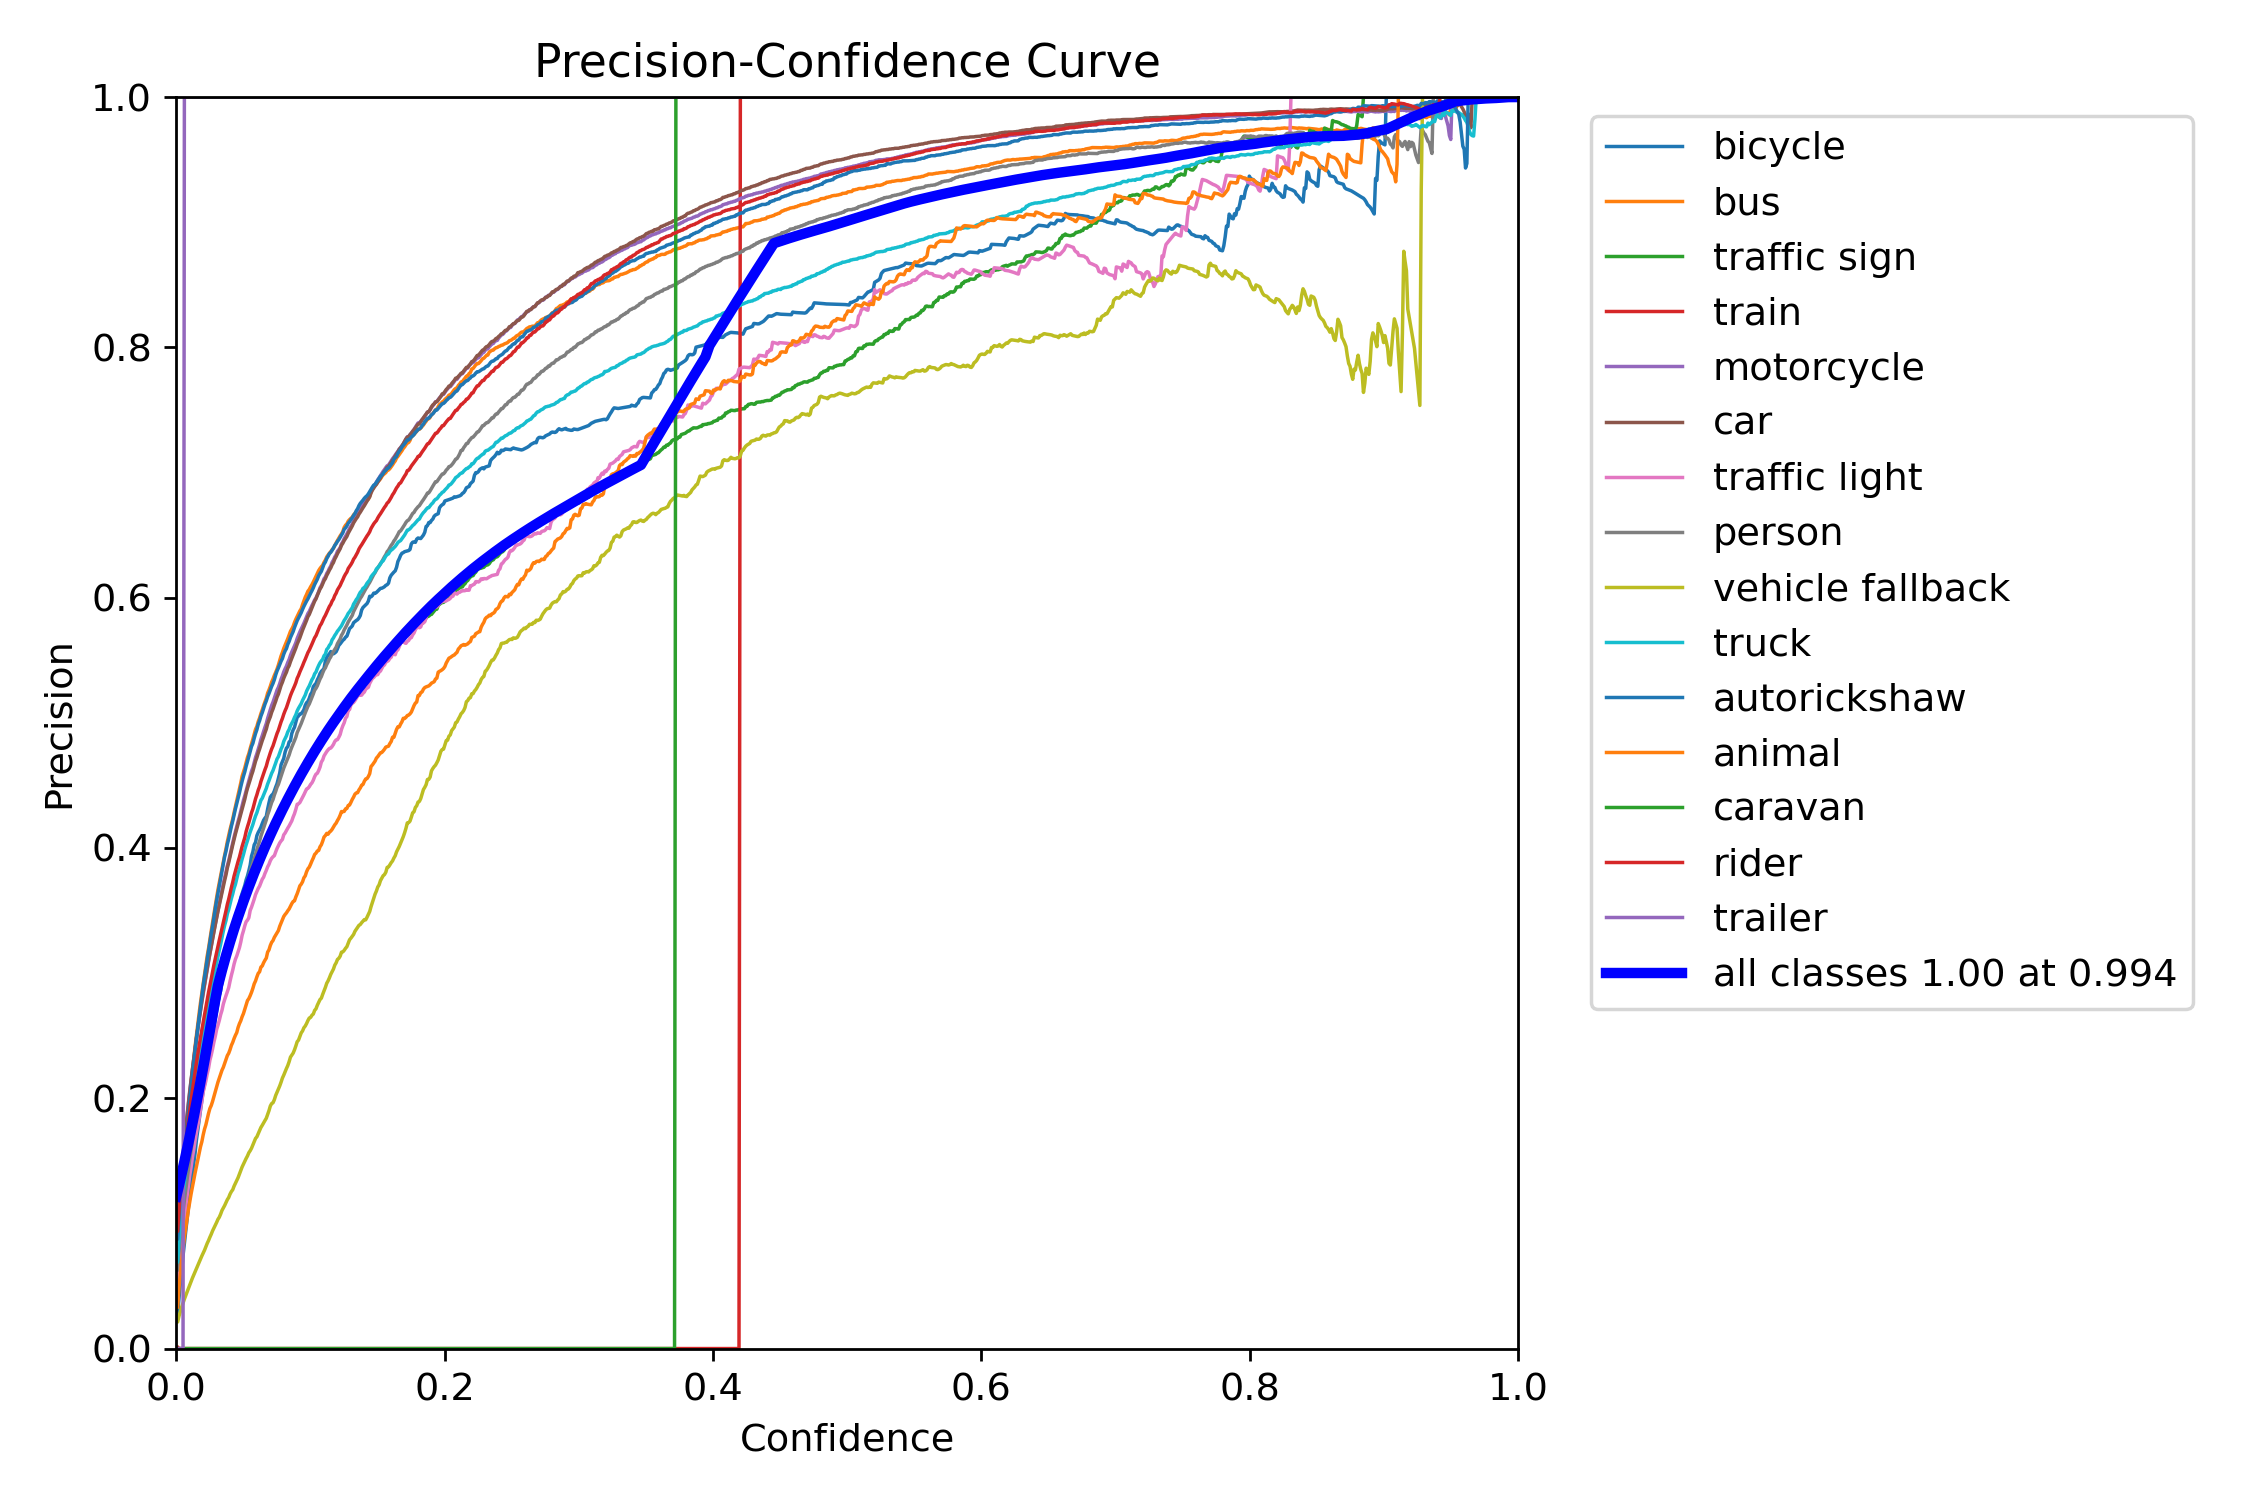 Precision-Confidence Curve
1.0
0.8
0.6
0.4
0.2
0.0
Precision
0.0 0.2 0.4 0.6 0.8 1.0
Confidence
bicycle
bus
traffic sign
train
motorcycle
car
traffic light
person
vehicle fallback
truck
autorickshaw
animal
caravan
rider
trailer
all classes 1.00 at 0.994